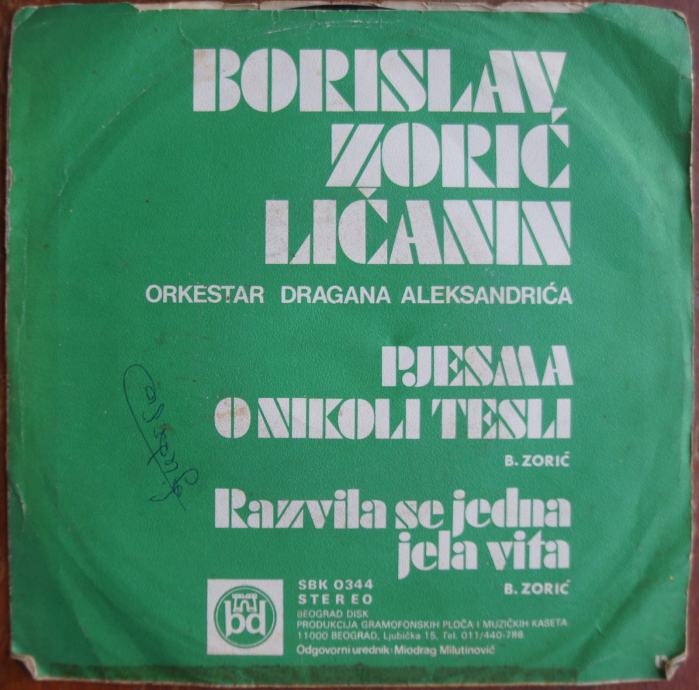 BORISLAV
ZORIĆ
LIČANIN
ORKESTAR DRAGANA ALEKSANDRIĆA
PJESMA
O NIKOLI TESLI
B. ZORIĆ
Razvila se jedna
jela vita
B. ZORIĆ
bd
SBK 0344
STEREO
BEOGRAD DISK
PRODUKCIJA GRAMOFONSKIH PLOČA I MUZIČKIH KASETA
11000 BEOGRAD, Ljubička 15, Tel. 011/440-788
Odgovorni urednik: Miodrag Milutinović